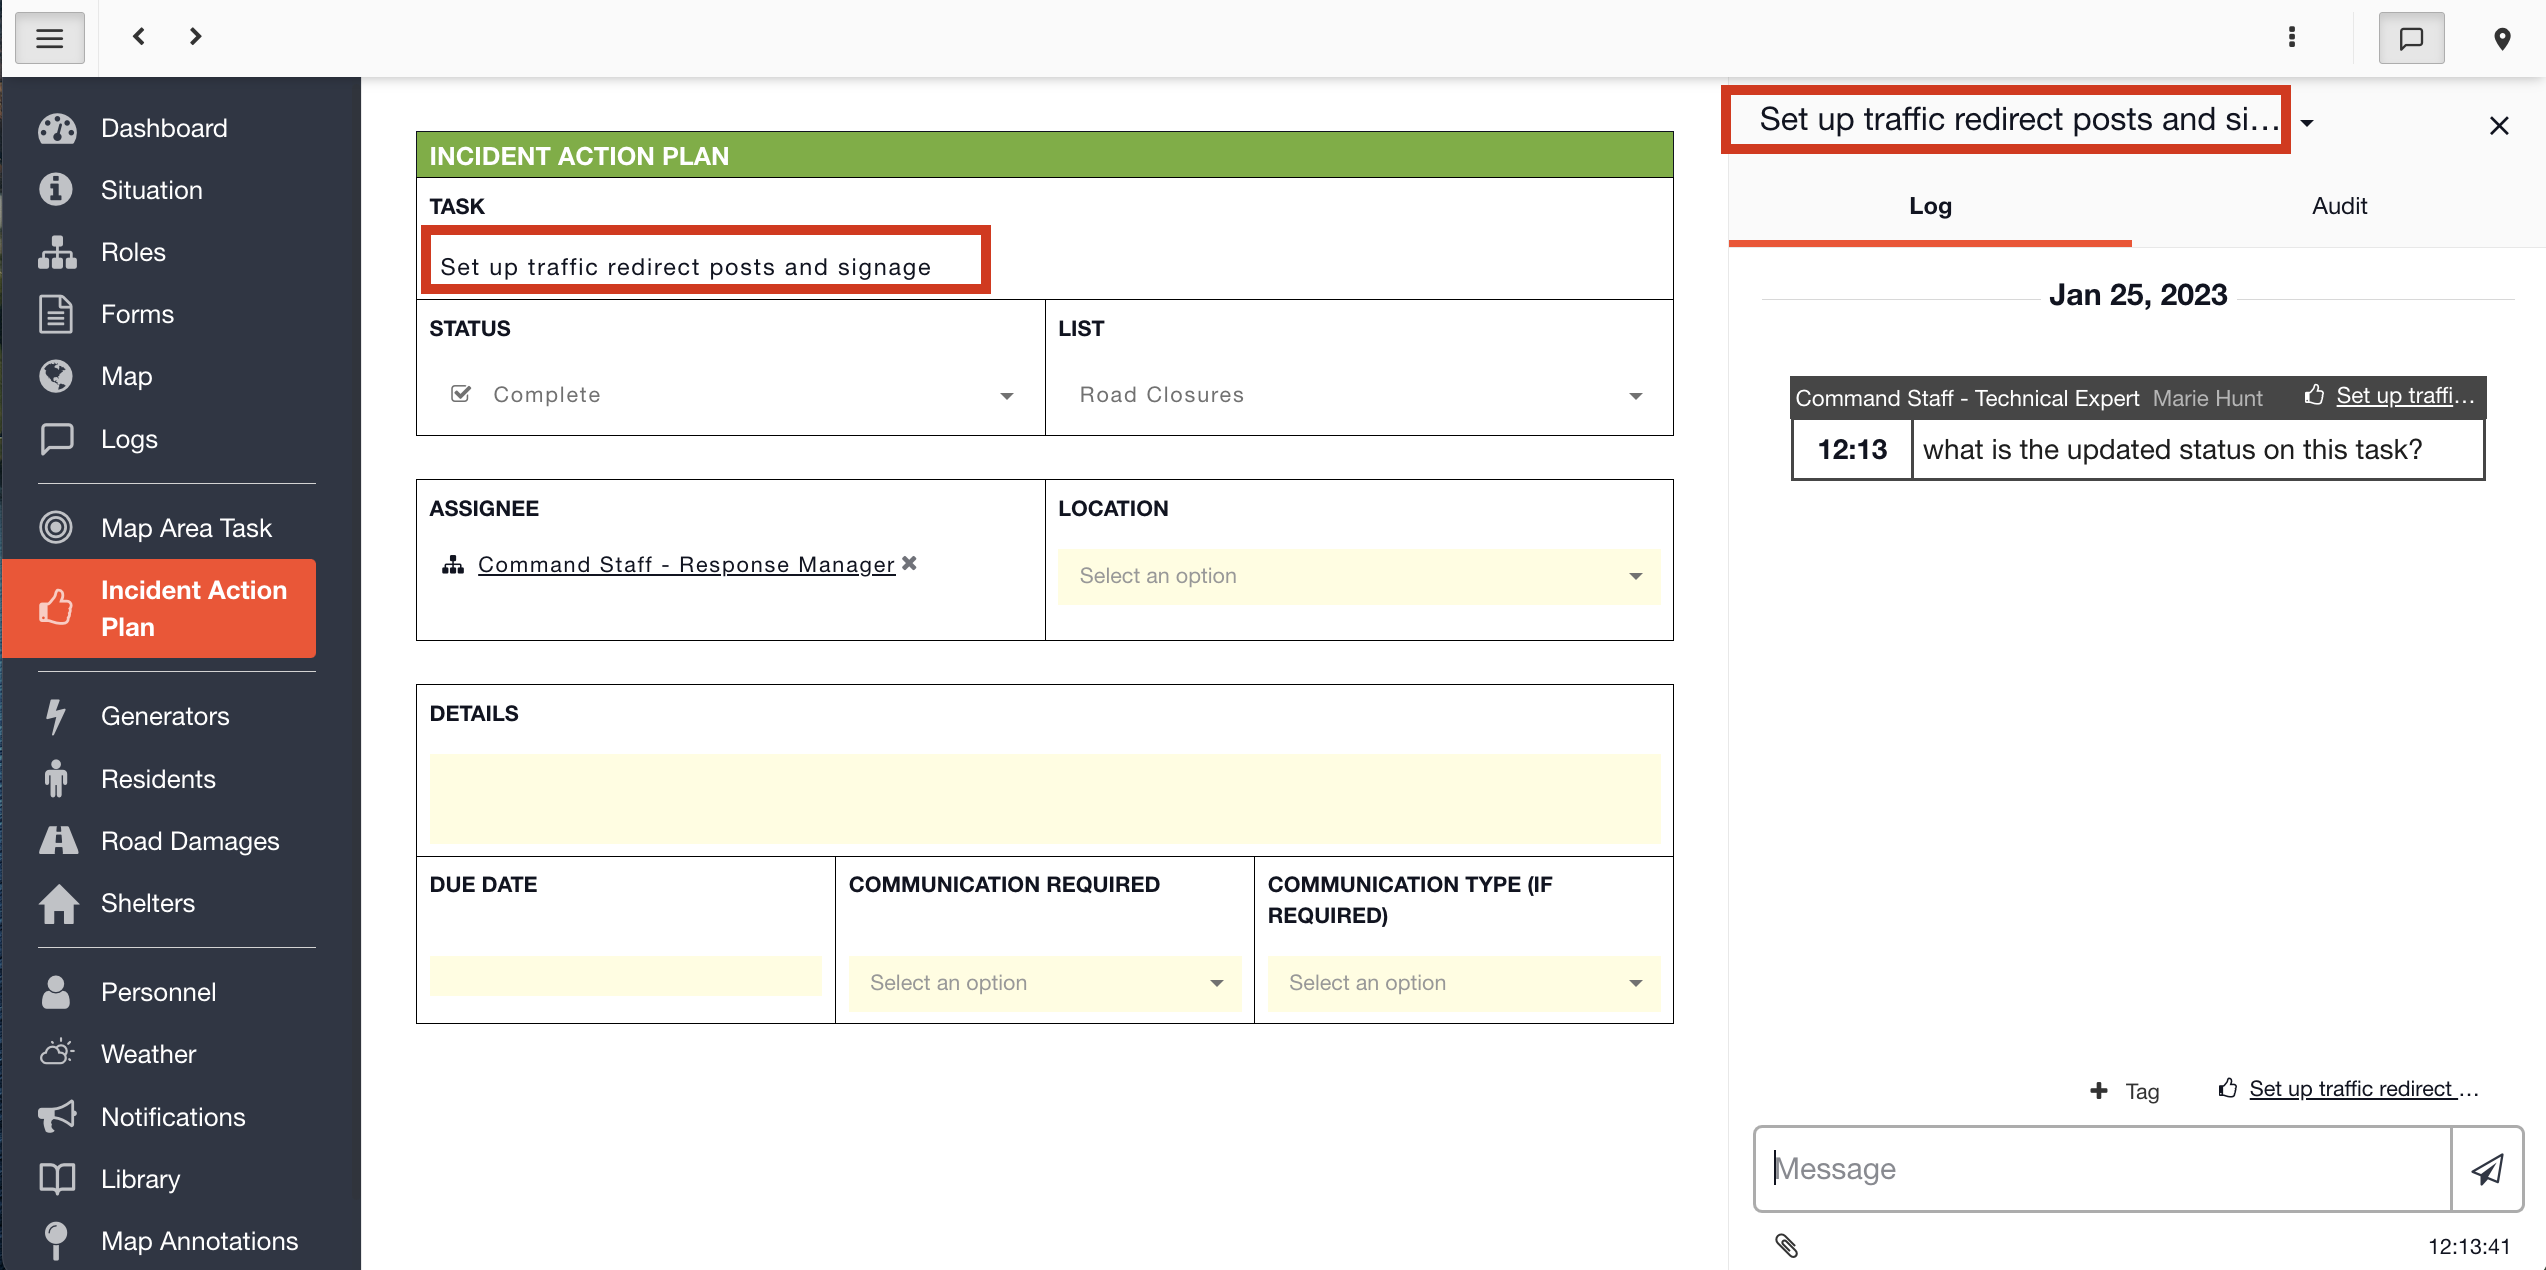 Dashboard
Situation
Roles
Forms
Map
Logs
Map Area Task
Incident Action
Plan
Generators
Residents
Road Damages
Shelters
Personnel
Weather
Notifications
Library
Map Annotations
INCIDENT ACTION PLAN
TASK
Set up traffic redirect posts and signage
STATUS
Complete
LIST
Road Closures
ASSIGNEE
Command Staff - Response Manager
LOCATION
Select an option
DETAILS
DUE DATE
COMMUNICATION REQUIRED
Select an option
COMMUNICATION TYPE (IF
REQUIRED)
Select an option
Set up traffic redirect posts and si...
Log
Audit
Jan 25, 2023
Command Staff - Technical Expert Marie Hunt Set up traffi...
12:13 what is the updated status on this task?
+ Tag Set up traffic redirect ...
Message
12:13:41